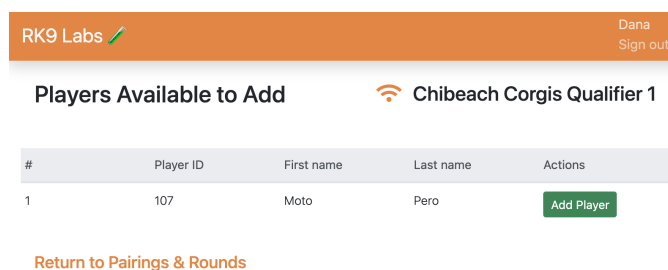 RK9 Labs
Dana
Sign out
Players Available to Add
Chibeach Corgis Qualifier 1
# Player ID First name Last name Actions
1 107 Moto Pero Add Player
Return to Pairings & Rounds